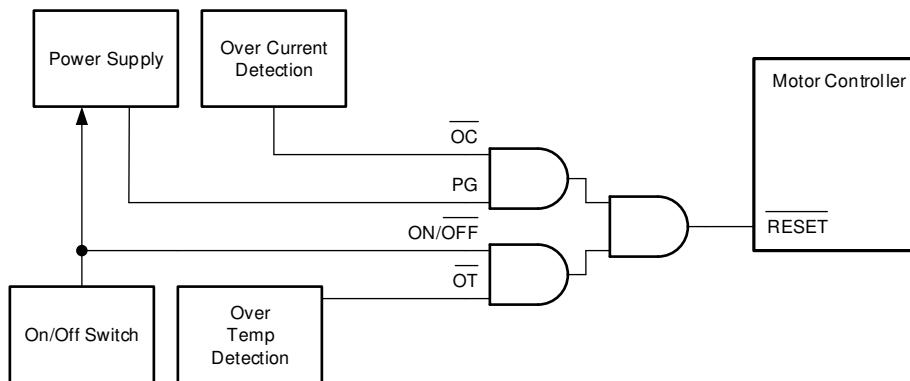 Power Supply
Over Current
Detection
Motor Controller
OC
PG
ON/OFF
RESET
OT
On/Off Switch
Over
Temp
Detection